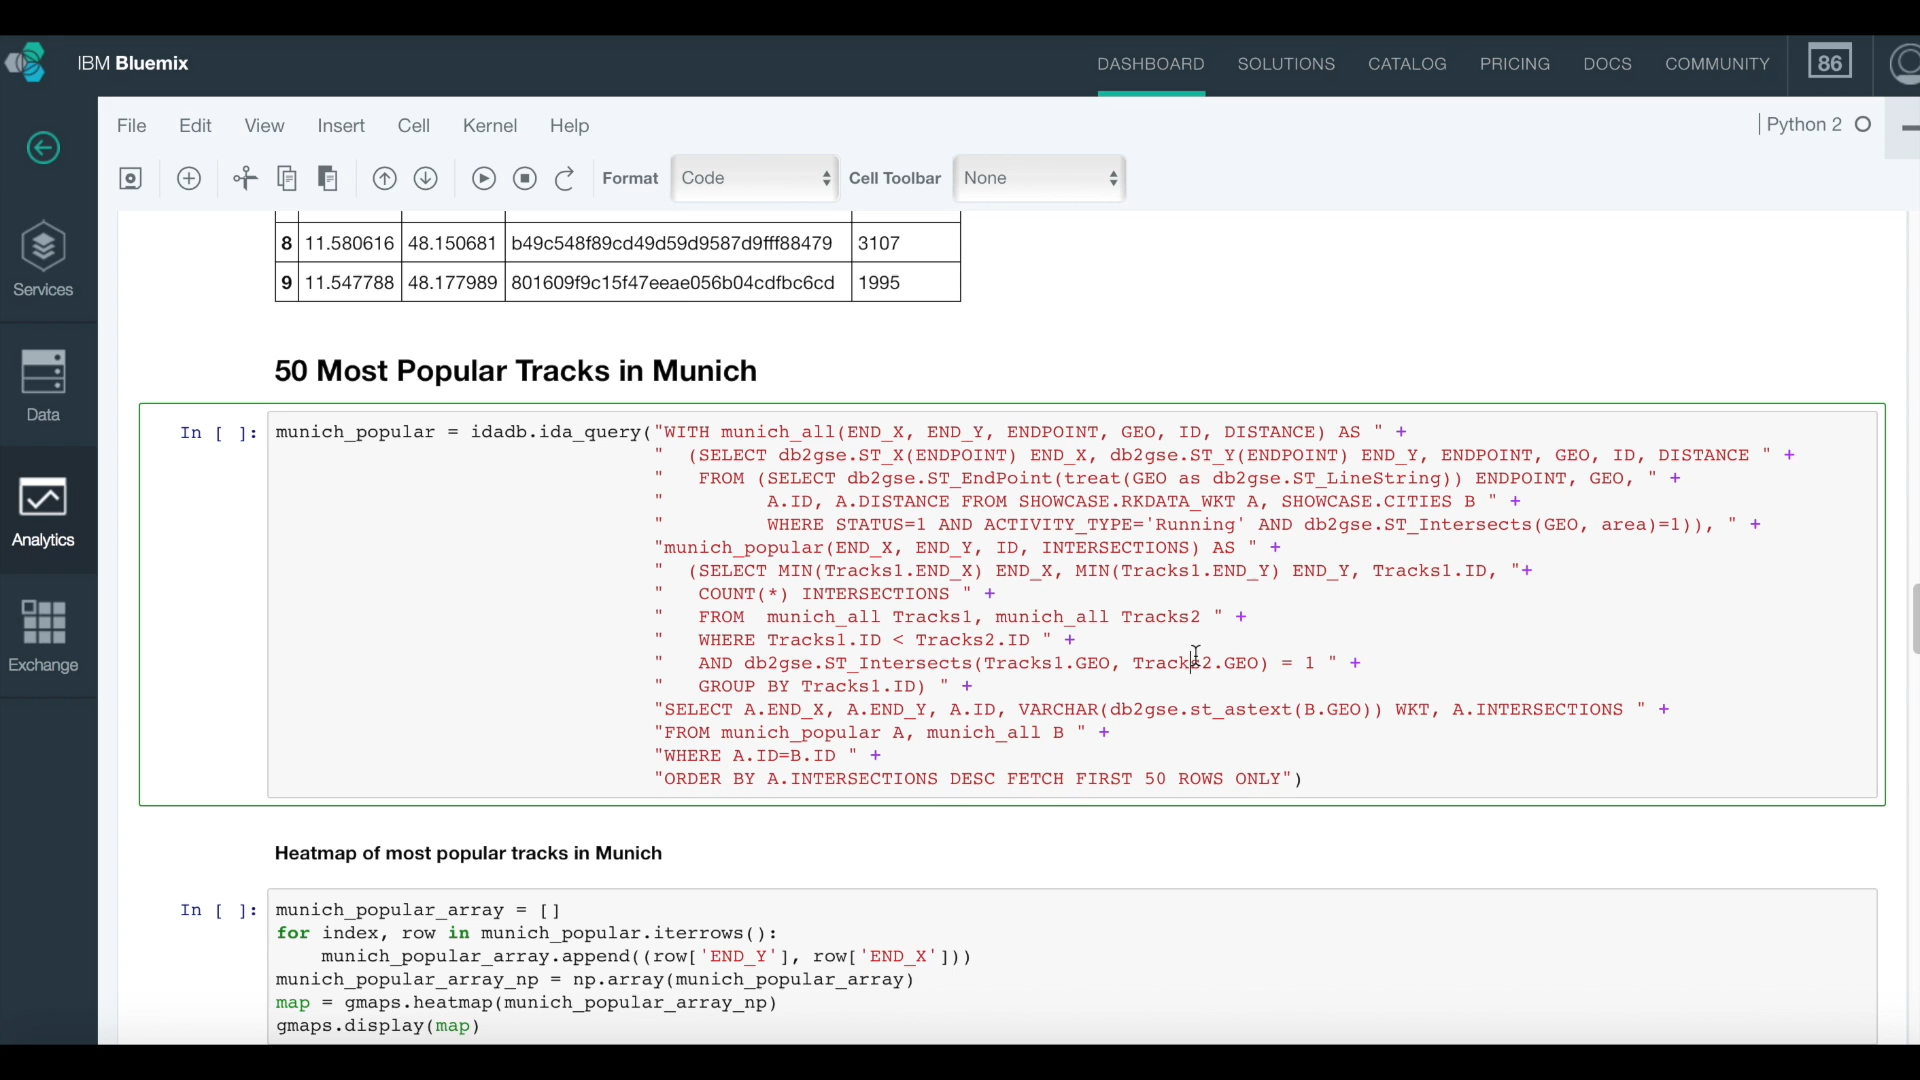 IBM Bluemix
DASHBOARD SOLUTIONS CATALOG PRICING DOCS COMMUNITY 86
File Edit View Insert Cell Kernel Help
Python 2
Format Code Cell Toolbar None
Services
Data
Analytics
Exchange
8 11.580616 48.150681 b49c548f89cd49d59d9587d9fff88479 3107
9 11.547788 48.177989 801609f9c15f47eeae056b04cdfbc6cd 1995
50 Most Popular Tracks in Munich
In [ ]: munich_popular = idadb.ida_query("WITH munich_all(END_X, END_Y, ENDPOINT, GEO, ID, DISTANCE) AS " +
"  (SELECT db2gse.ST_X(ENDPOINT) END_X, db2gse.ST_Y(ENDPOINT) END_Y, ENDPOINT, GEO, ID, DISTANCE " +
"   FROM (SELECT db2gse.ST_EndPoint(treat(GEO as db2gse.ST_LineString)) ENDPOINT, GEO, " +
"         A.ID, A.DISTANCE FROM SHOWCASE.RKDATA_WKT A, SHOWCASE.CITIES B " +
"         WHERE STATUS=1 AND ACTIVITY_TYPE='Running' AND db2gse.ST_Intersects(GEO, area)=1)), " +
"munich_popular(END_X, END_Y, ID, INTERSECTIONS) AS " +
"  (SELECT MIN(Tracks1.END_X) END_X, MIN(Tracks1.END_Y) END_Y, Tracks1.ID, "+
"   COUNT(*) INTERSECTIONS " +
"   FROM  munich_all Tracks1, munich_all Tracks2 " +
"   WHERE Tracks1.ID < Tracks2.ID " +
"   AND db2gse.ST_Intersects(Tracks1.GEO, Tracks2.GEO) = 1 " +
"   GROUP BY Tracks1.ID) " +
"SELECT A.END_X, A.END_Y, A.ID, VARCHAR(db2gse.st_astext(B.GEO)) WKT, A.INTERSECTIONS " +
"FROM munich_popular A, munich_all B " +
"WHERE A.ID=B.ID " +
"ORDER BY A.INTERSECTIONS DESC FETCH FIRST 50 ROWS ONLY")
Heatmap of most popular tracks in Munich
In [ ]: munich_popular_array = []
for index, row in munich_popular.iterrows():
    munich_popular_array.append((row['END_Y'], row['END_X']))
munich_popular_array_np = np.array(munich_popular_array)
map = gmaps.heatmap(munich_popular_array_np)
gmaps.display(map)